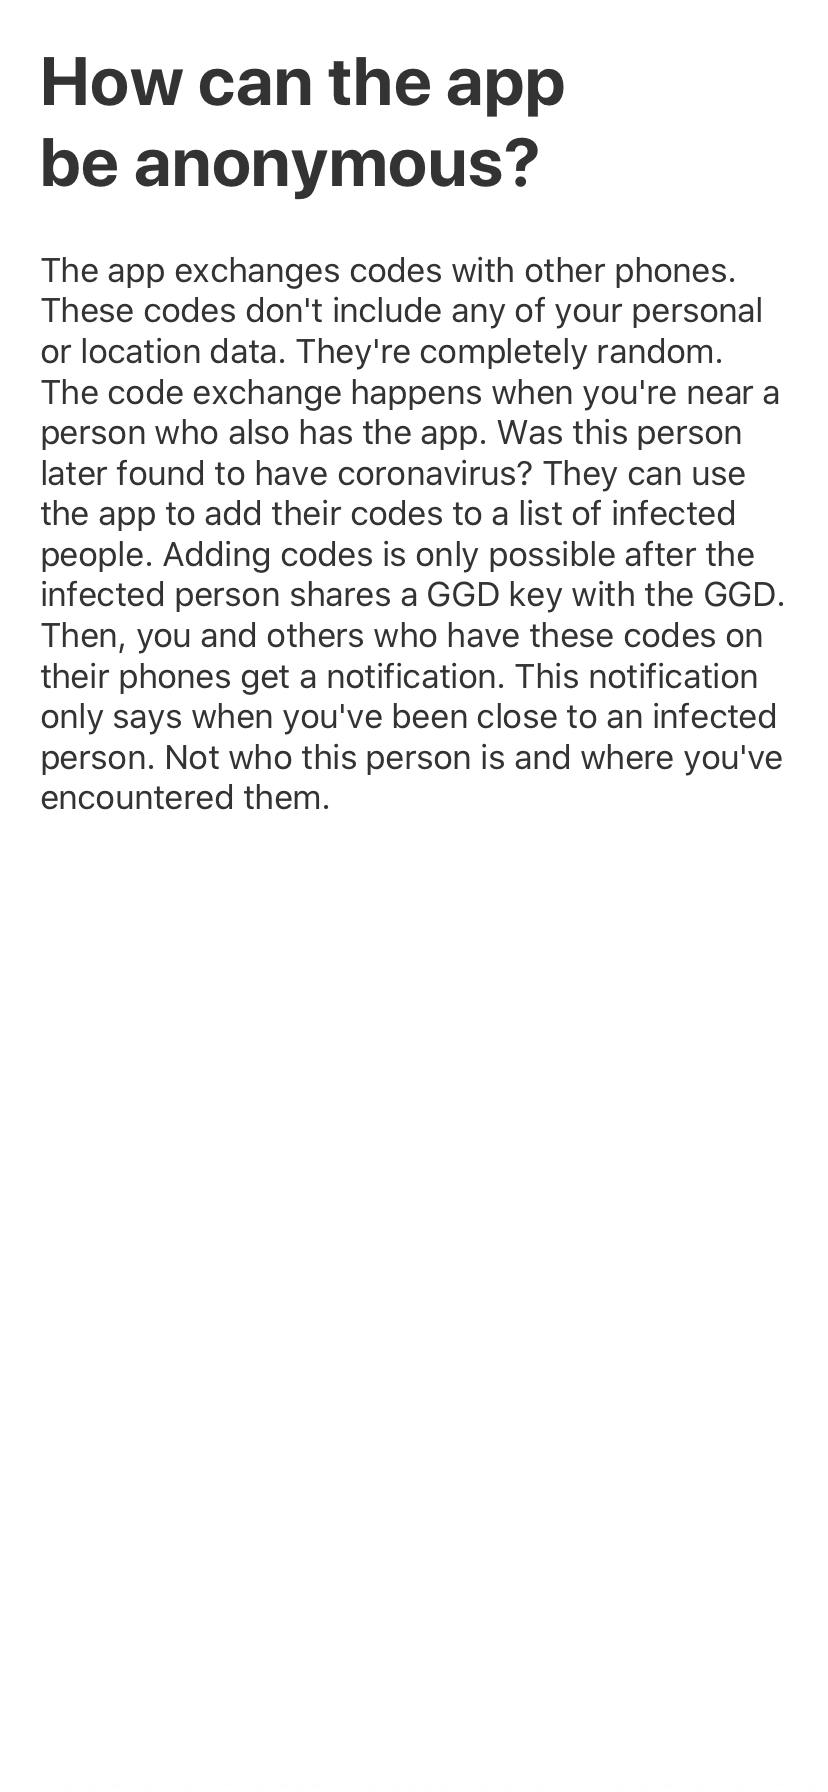 How can the app
be anonymous?
The app exchanges codes with other phones.
These codes don't include any of your personal
or location data. They're completely random.
The code exchange happens when you're near a
person who also has the app. Was this person
later found to have coronavirus? They can use
the app to add their codes to a list of infected
people. Adding codes is only possible after the
infected person shares a GGD key with the GGD.
Then, you and others who have these codes on
their phones get a notification. This notification
only says when you've been close to an infected
person. Not who this person is and where you've
encountered them.